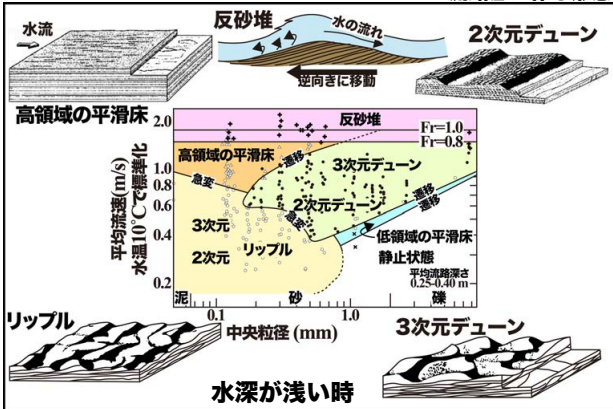 水流
反砂堆
水の流れ
逆向きに移動
2次元デューン
高領域の平滑床
平均流速(m/s)
水温10℃で標準化
2.0
1.0
0.8
0.6
0.4
0.2
反砂堆
Fr=1.0
Fr=0.8
高領域の平滑床
遷移
3次元デューン
急変
2次元デューン
急変
遷移
遷移
3次元
リップル
2次元
低領域の平滑床
静止状態
平均流路深さ
0.25-0.40 m
泥
砂
礫
0.1
1.0
中央粒径 (mm)
リップル
3次元デューン
水深が浅い時